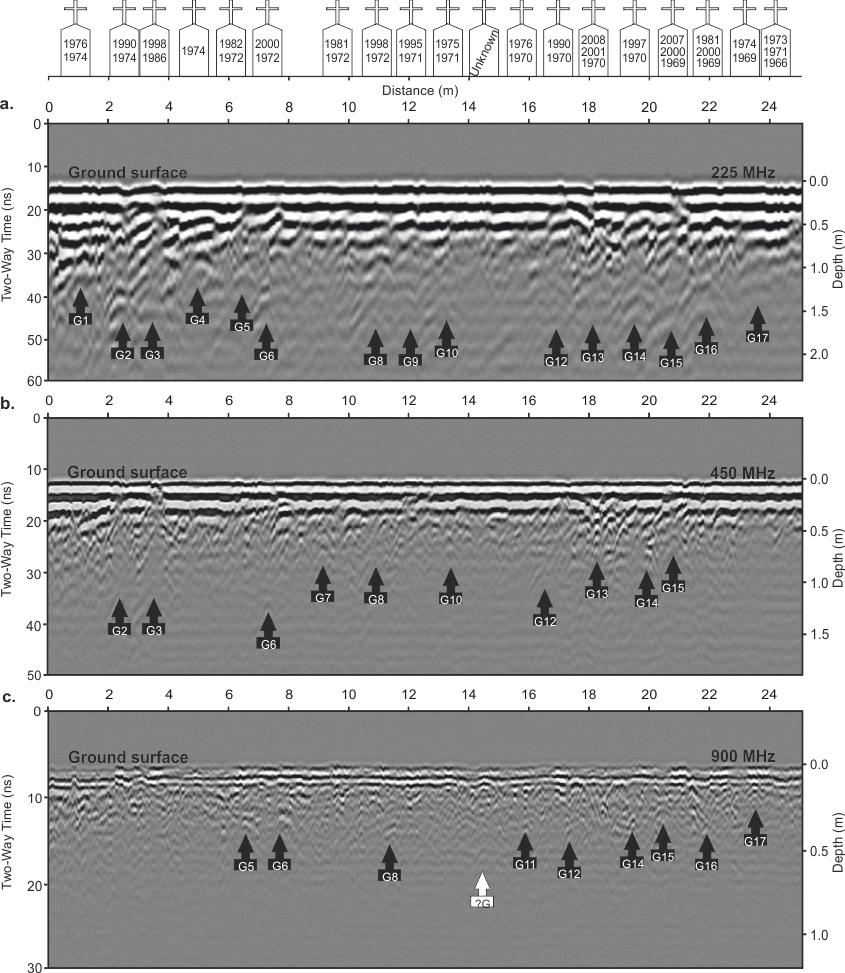 1976 1990 1998 1974 1982 2000 1981 1998 1995 1975 Unknown 1976 1990 2008 1997 2007 1981 1974 1973
1974 1974 1986 1972 1972 1972 1972 1971 1971 1970 1970 2001 1970 2000 2000 1969 1971
1970 1969 1969 1966
Distance (m)
a.
0 2 4 6 8 10 12 14 16 18 20 22 24
0
Ground surface 225 MHz
10
0.0
20
0.5
30
1.0
40
1.5
50
2.0
60
Two-Way Time (ns)
Depth (m)
G1 G2 G3 G4 G5 G6 G8 G9 G10 G12 G13 G14 G15 G16 G17
b.
0 2 4 6 8 10 12 14 16 18 20 22 24
0
Ground surface 450 MHz
10
0.0
20
0.5
30
1.0
40
1.5
50
Two-Way Time (ns)
Depth (m)
G2 G3 G6 G7 G8 G10 G12 G13 G14 G15
c.
0 2 4 6 8 10 12 14 16 18 20 22 24
0
Ground surface 900 MHz
0.0
10
0.5
20
1.0
30
Two-Way Time (ns)
Depth (m)
G5 G6 G8 ?G G11 G12 G14 G15 G16 G17